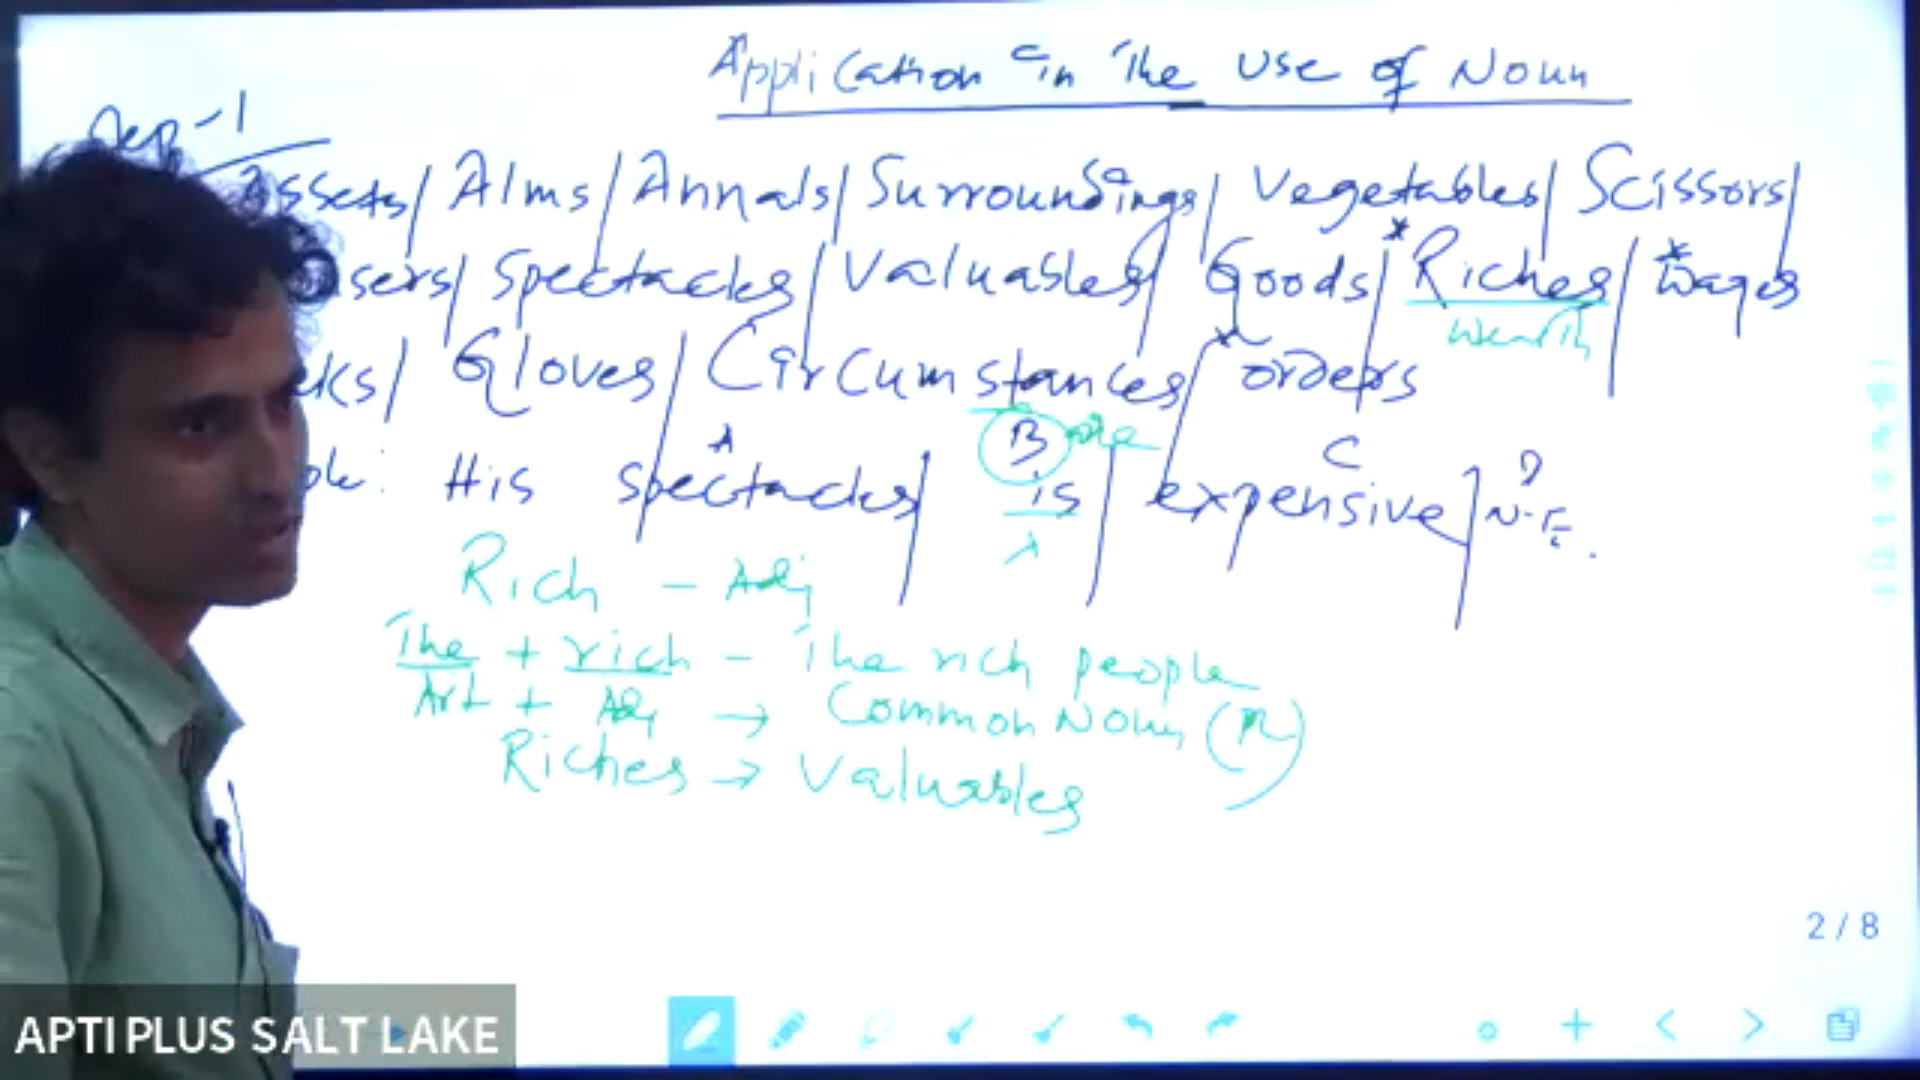 Application in the Use of Noun
Dep-1
Assets/ Alms/ Annals/ Surroundings/ Vegetables/ Scissors/
sers/ Spectacles/ Valuables/ Goods/ * Riches/ * Wages
wealth
cks/ Gloves/ Circumstances/ * orders
A B are C D
ple: His spectacles/ is/ expensive/ N.E.
x
Rich - Adj
The + rich - The rich people
Art + Adj → Common Noun (Pl)
Riches → Valuables
2/8
APTI PLUS SALT LAKE